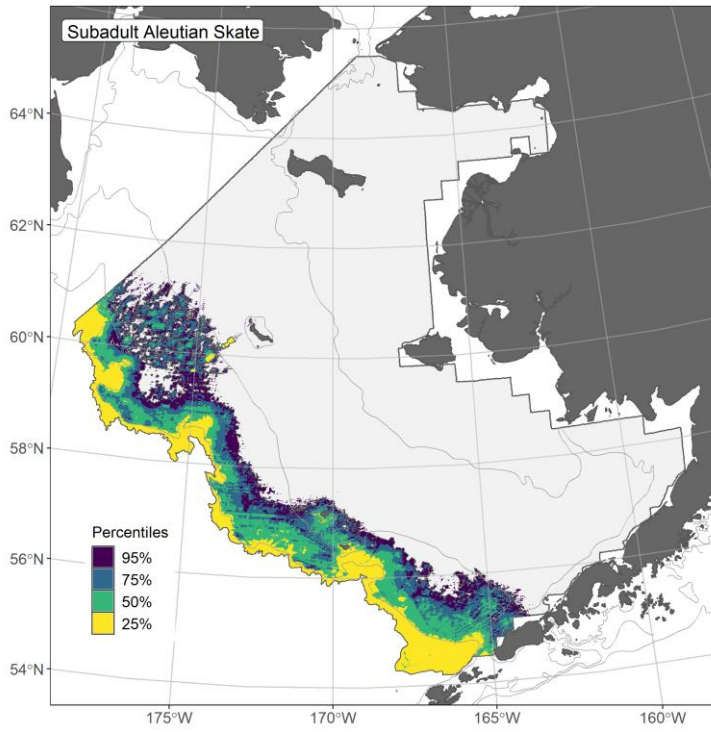 Subadult Aleutian Skate
64°N
62°N
60°N
58°N
56°N
54°N
Percentiles
95%
75%
50%
25%
175°W
170°W
165°W
160°W